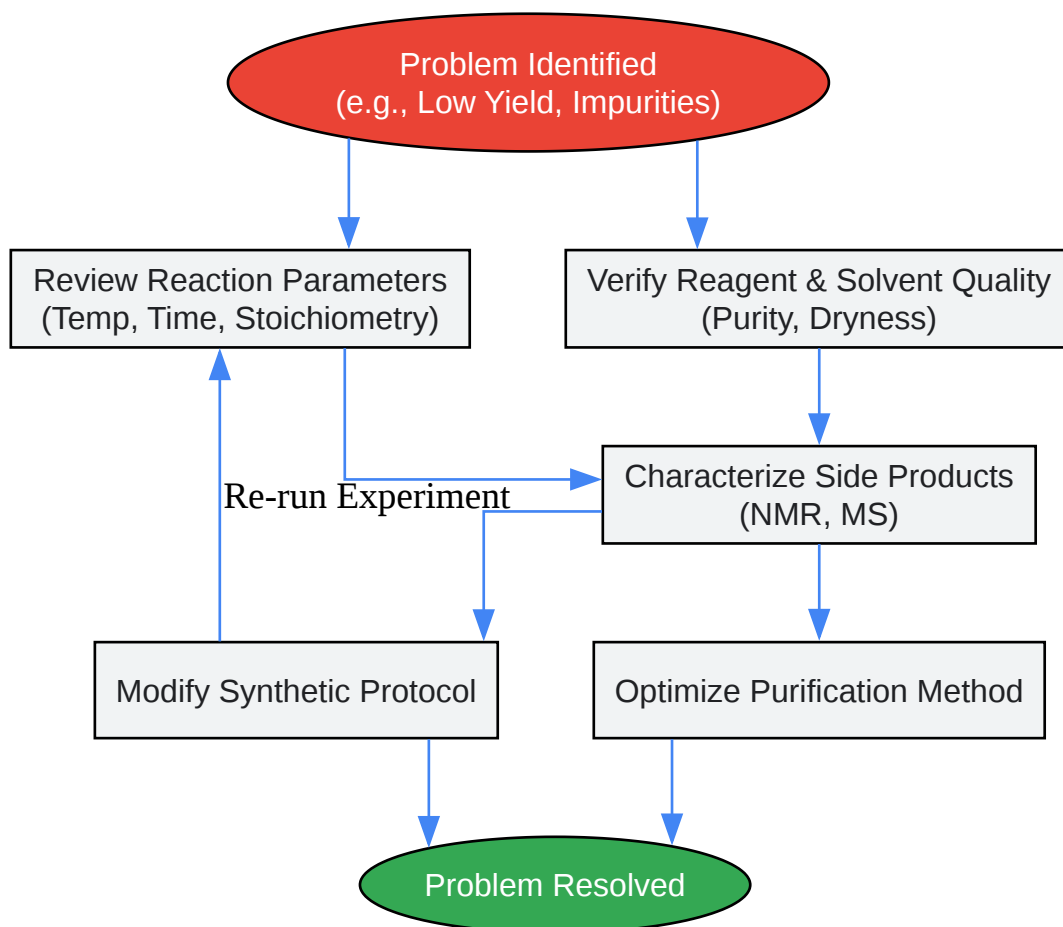 Problem Identified
(e.g., Low Yield, Impurities)
Review Reaction Parameters
(Temp, Time, Stoichiometry)
Verify Reagent & Solvent Quality
(Purity, Dryness)
Characterize Side Products
(NMR, MS)
Re-run Experiment
Modify Synthetic Protocol
Optimize Purification Method
Problem Resolved